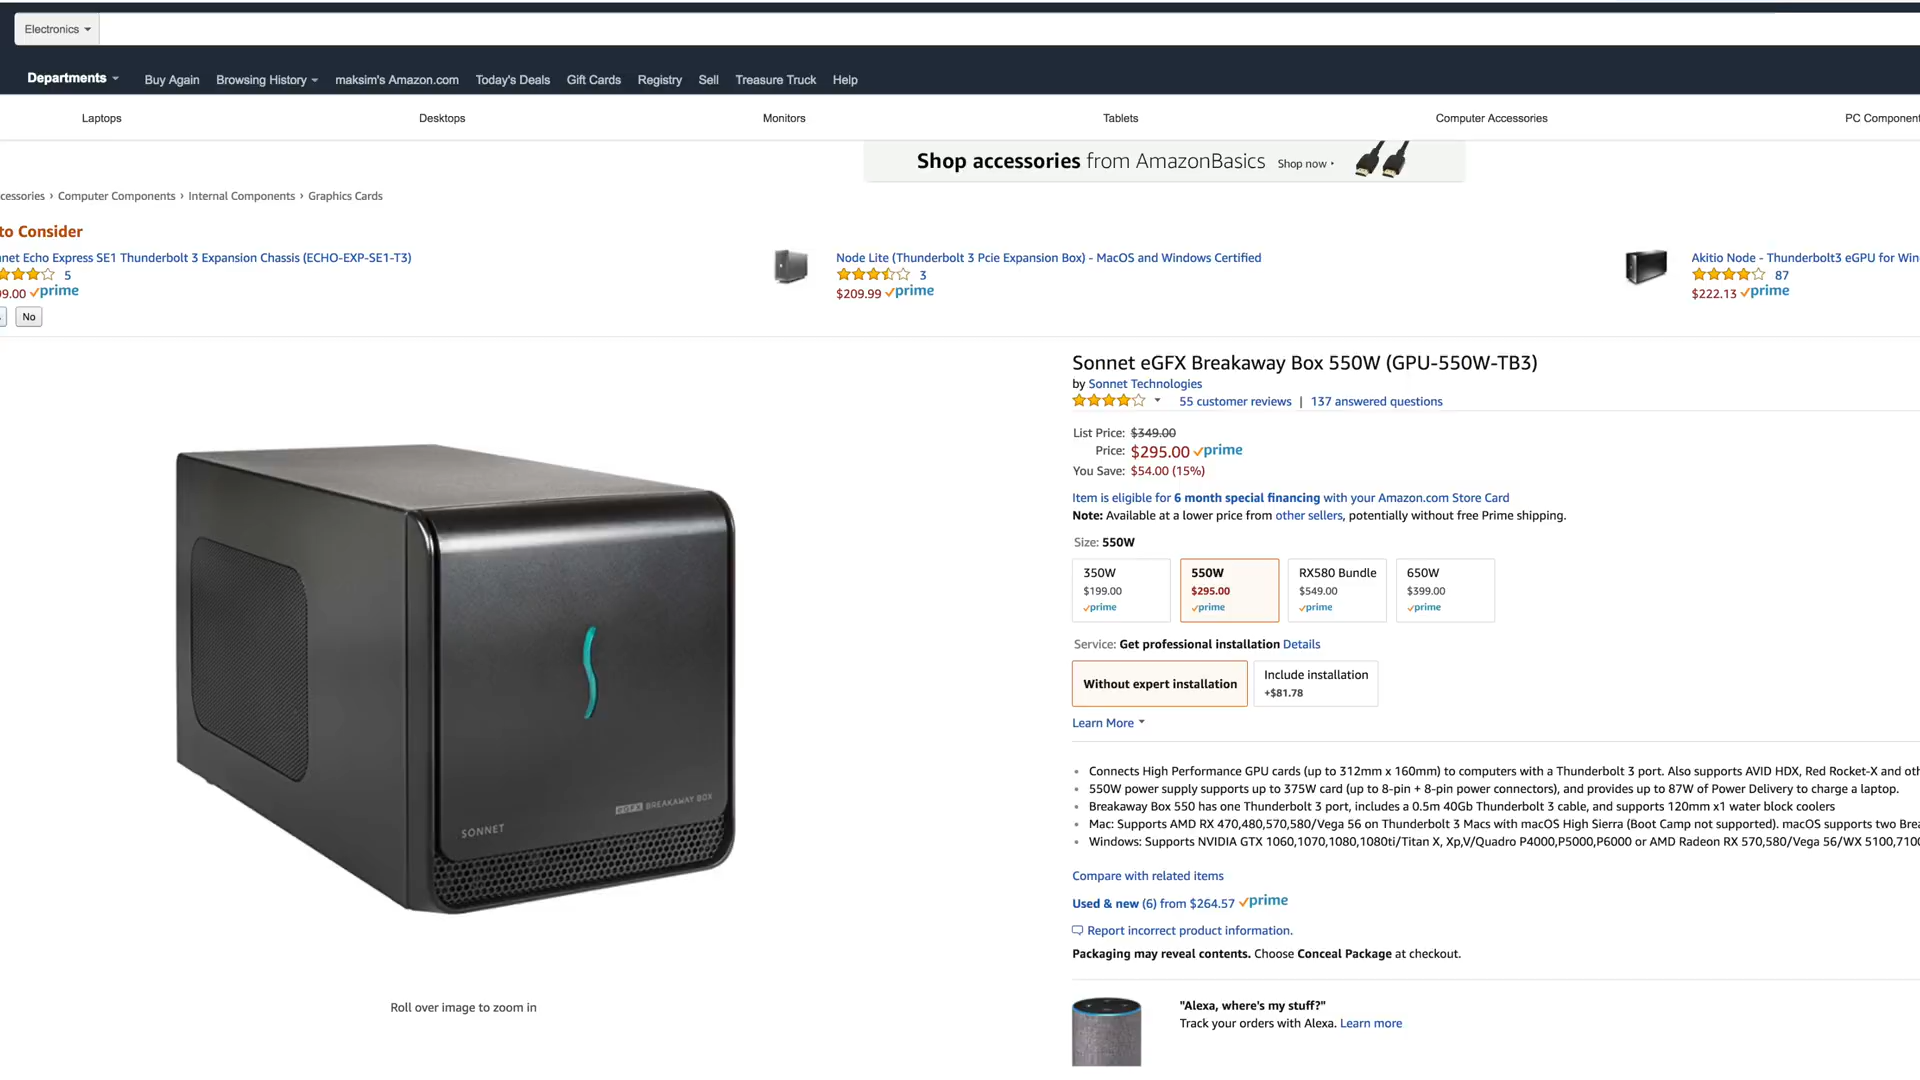 Electronics
Departments Buy Again Browsing History maksim's Amazon.com Today's Deals Gift Cards Registry Sell Treasure Truck Help
Laptops Desktops Monitors Tablets Computer Accessories PC Component
Shop accessories from AmazonBasics Shop now
cessories › Computer Components › Internal Components › Graphics Cards
to Consider
net Echo Express SE1 Thunderbolt 3 Expansion Chassis (ECHO-EXP-SE1-T3)
5
9.00 prime
No
Node Lite (Thunderbolt 3 Pcie Expansion Box) - MacOS and Windows Certified
3
$209.99 prime
Akitio Node - Thunderbolt3 eGPU for Win
87
$222.13 prime
Sonnet eGFX Breakaway Box 550W (GPU-550W-TB3)
by Sonnet Technologies
55 customer reviews | 137 answered questions
List Price: $349.00
Price: $295.00 prime
You Save: $54.00 (15%)
Item is eligible for 6 month special financing with your Amazon.com Store Card
Note: Available at a lower price from other sellers, potentially without free Prime shipping.
Size: 550W
350W 550W RX580 Bundle 650W
$199.00 $295.00 $549.00 $399.00
prime prime prime prime
Service: Get professional installation Details
Without expert installation
Include installation
+$81.78
Learn More
Connects High Performance GPU cards (up to 312mm x 160mm) to computers with a Thunderbolt 3 port. Also supports AVID HDX, Red Rocket-X and oth
550W power supply supports up to 375W card (up to 8-pin + 8-pin power connectors), and provides up to 87W of Power Delivery to charge a laptop.
Breakaway Box 550 has one Thunderbolt 3 port, includes a 0.5m 40Gb Thunderbolt 3 cable, and supports 120mm x1 water block coolers
Mac: Supports AMD RX 470,480,570,580/Vega 56 on Thunderbolt 3 Macs with macOS High Sierra (Boot Camp not supported). macOS supports two Brea
Windows: Supports NVIDIA GTX 1060,1070,1080,1080ti/Titan X, Xp,V/Quadro P4000,P5000,P6000 or AMD Radeon RX 570,580/Vega 56/WX 5100,7100
Compare with related items
Used & new (6) from $264.57 prime
Report incorrect product information.
Packaging may reveal contents. Choose Conceal Package at checkout.
eGFX BREAKAWAY BOX
SONNET
Roll over image to zoom in
"Alexa, where's my stuff?"
Track your orders with Alexa. Learn more